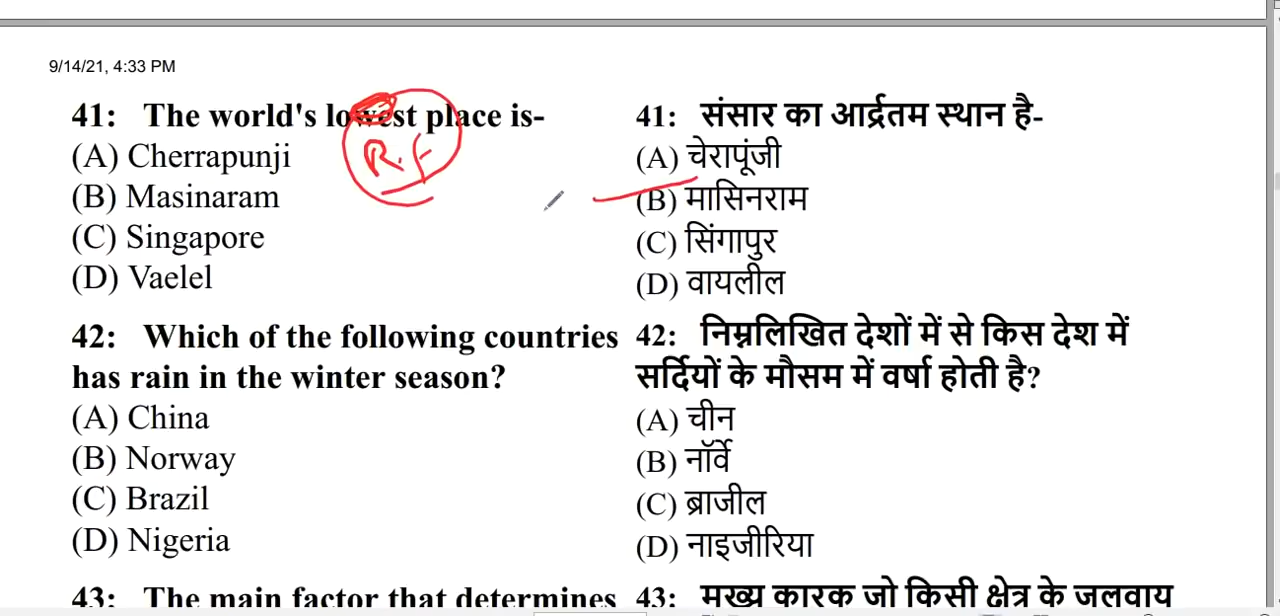 9/14/21, 4:33 PM
41: The world's lowest place is-
(A) Cherrapunji
(B) Masinaram
(C) Singapore
(D) Vaelel
R.F
42: Which of the following countries
has rain in the winter season?
(A) China
(B) Norway
(C) Brazil
(D) Nigeria
43: The main factor that determines
41: संसार का आर्द्रतम स्थान है-
(A) चेरापूंजी
(B) मासिनराम
(C) सिंगापुर
(D) वायलील
42: निम्नलिखित देशों में से किस देश में
सर्दियों के मौसम में वर्षा होती है?
(A) चीन
(B) नॉर्वे
(C) ब्राजील
(D) नाइजीरिया
43: मुख्य कारक जो किसी क्षेत्र के जलवायु